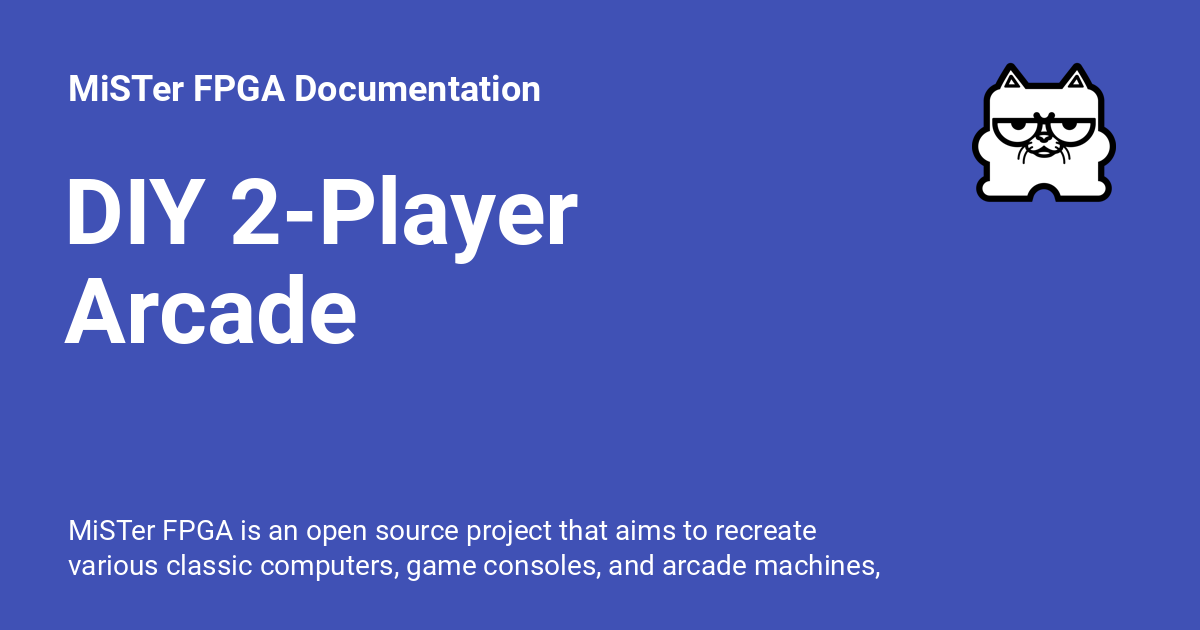 MiSTer FPGA Documentation
DIY 2-Player
Arcade
MiSTer FPGA is an open source project that aims to recreate
various classic computers, game consoles, and arcade machines,